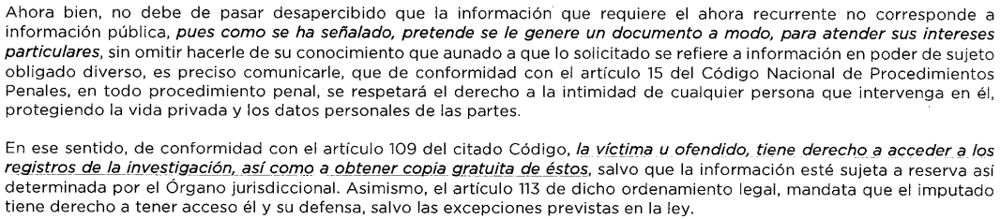 Ahora bien, no debe de pasar desapercibido que la información que requiere el ahora recurrente no corresponde a
información pública, pues como se ha señalado, pretende se le genere un documento a modo, para atender sus intereses
particulares, sin omitir hacerle de su conocimiento que aunado a que lo solicitado se refiere a información en poder de sujeto
obligado diverso, es preciso comunicarle, que de conformidad con el artículo 15 del Código Nacional de Procedimientos
Penales, en todo procedimiento penal, se respetará el derecho a la intimidad de cualquier persona que intervenga en él,
protegiendo la vida privada y los datos personales de las partes.
En ese sentido, de conformidad con el artículo 109 del citado Código, la víctima u ofendido, tiene derecho a acceder a los
registros de la investigación, así como a obtener copia gratuita de éstos, salvo que la información esté sujeta a reserva así
determinada por el Órgano jurisdiccional. Asimismo, el artículo 113 de dicho ordenamiento legal, mandata que el imputado
tiene derecho a tener acceso él y su defensa, salvo las excepciones previstas en la ley.